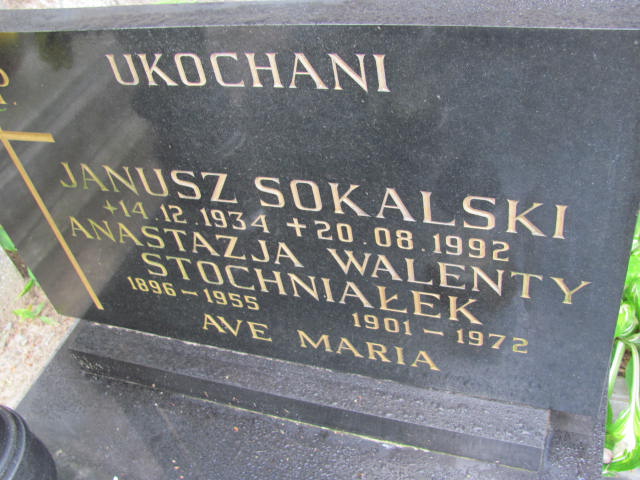 UKOCHANI
JANUSZ SOKALSKI
+14.12.1934 +20.08.1992
ANASTAZJA WALENTY
STOCHNIAŁEK
1896-1955 1901-1972
AVE MARIA